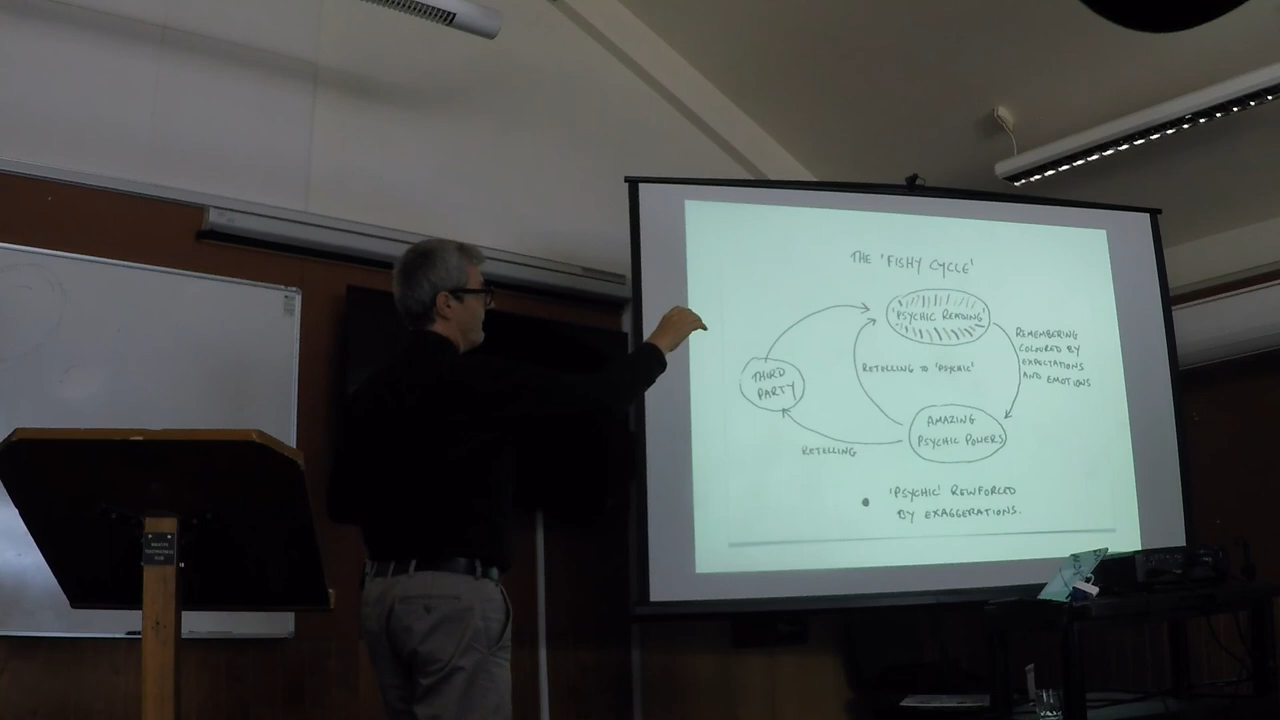 THE 'FISHY CYCLE'
'PSYCHIC READING'
REMEMBERING
COLOURED BY
EXPECTATIONS
AND EMOTIONS
RETELLING TO 'PSYCHIC'
THIRD
PARTY
AMAZING
PSYCHIC POWERS
RETELLING
• 'PSYCHIC' REINFORCED
BY EXAGGERATIONS.